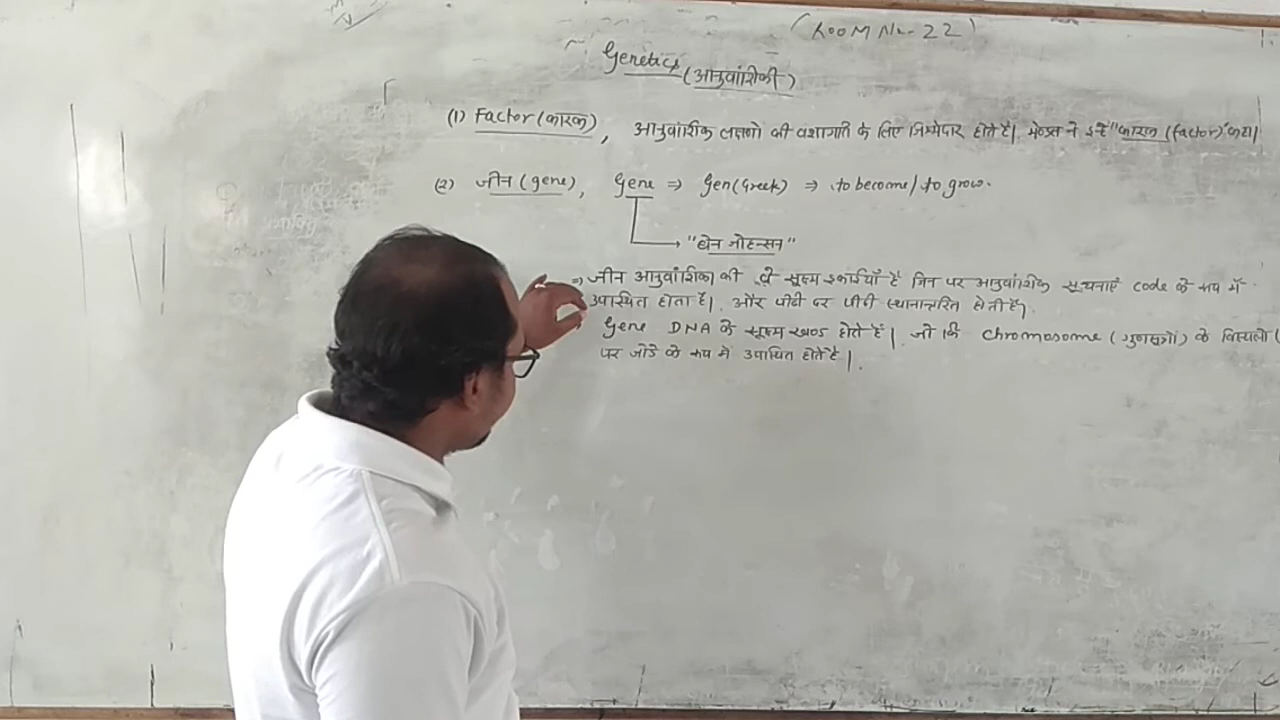 (ROOM No- 22)
Genetics (आनुवांशिकी)
(1) Factor (कारक), आनुवांशिक लक्षणो की वशागति के लिए जिम्मेदार होते है। मेण्डल ने इन्हे "कारक (factor)" कहा।
(2) जीन (gene), Gene ⇒ Gen(Greek) ⇒ to become/ to grow.
→ "जोहन्सन"
⇒ जीन आनुवांशिका की सूक्ष्म इकाईयाँ है जिन पर आनुवांशिक सूचनाएं code के रूप में
उपस्थित होता है। और पीढी दर पीढी स्थानान्तरित होती है।
Gene DNA के सूक्ष्म खण्ड होते है। जो कि Chromosome (गुणसूत्रो) के
पर जोडे के रूप मे उपस्थित होते है।